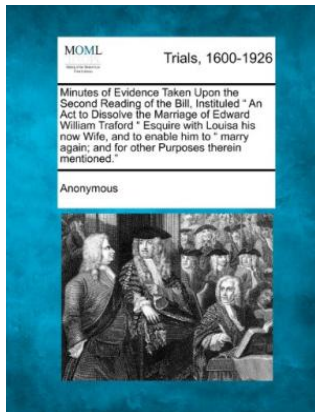 MOML
Trials, 1600-1926
Minutes of Evidence Taken Upon the
Second Reading of the Bill, Instituled " An
Act to Dissolve the Marriage of Edward
William Traford " Esquire with Louisa his
now Wife, and to enable him to " marry
again; and for other Purposes therein
mentioned."
Anonymous